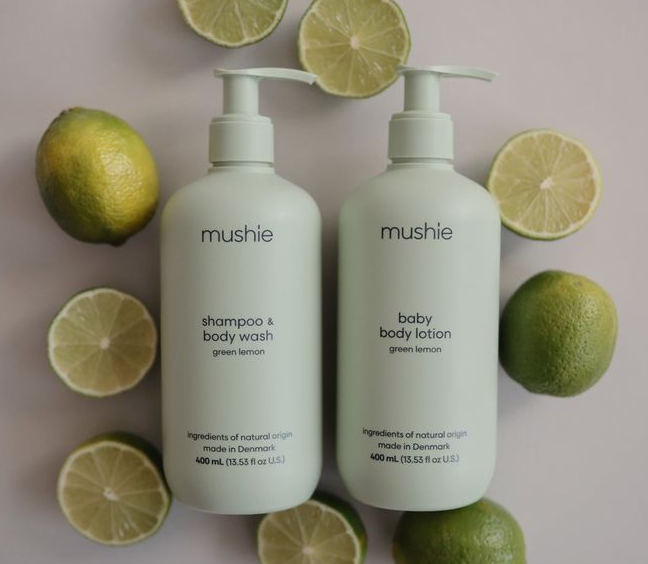 mushie
shampoo &
body wash
green lemon
ingredients of natural origin
made in Denmark
400 mL (13.53 fl oz U.S.)
mushie
baby
body lotion
green lemon
ingredients of natural origin
made in Denmark
400 mL (13.53 fl oz U.S.)